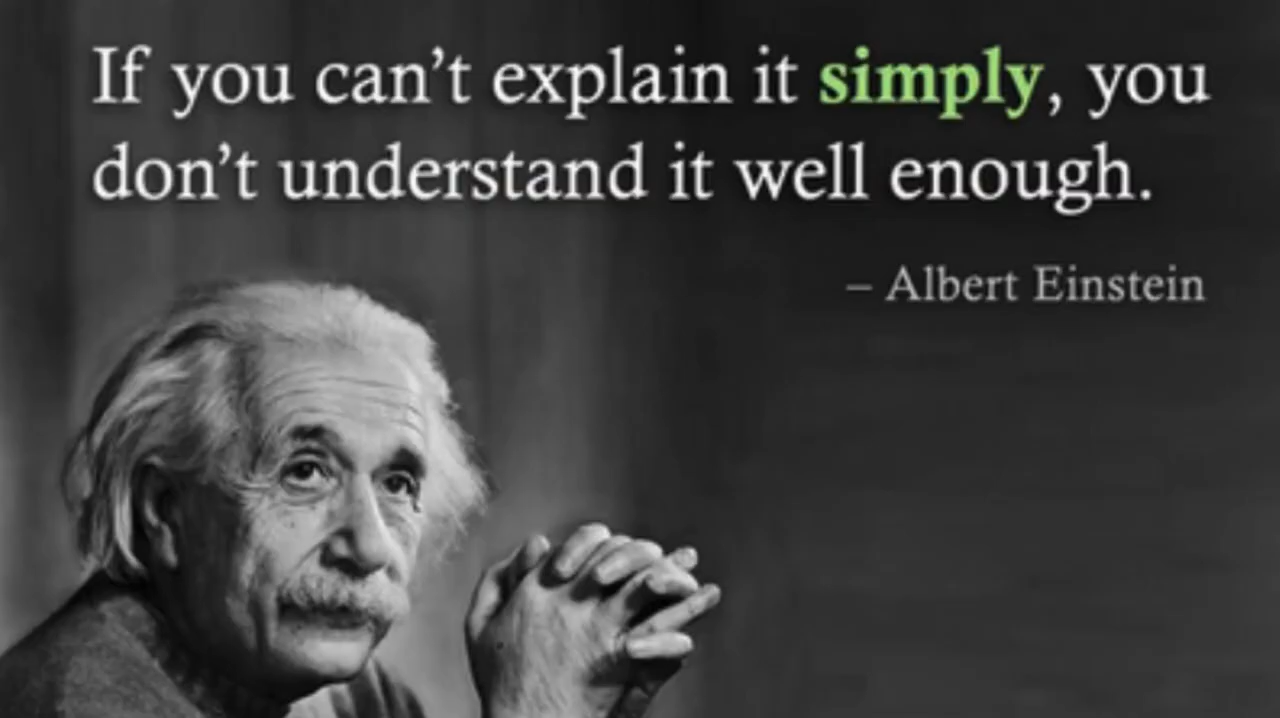 If you can’t explain it simply, you
don’t understand it well enough.
– Albert Einstein